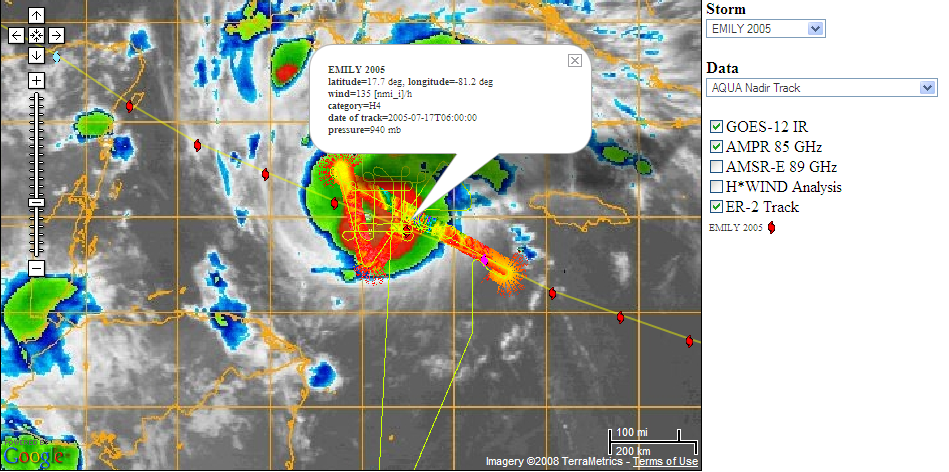 EMILY 2005
latitude=17.7 deg, longitude=-81.2 deg
wind=135 [nmi_i]/h
category=H4
date of track=2005-07-17T06:00:00
pressure=940 mb
100 mi
200 km
POWERED BY
Google
Imagery ©2008 TerraMetrics - Terms of Use
Storm
EMILY 2005
Data
AQUA Nadir Track
GOES-12 IR
AMPR 85 GHz
AMSR-E 89 GHz
H*WIND Analysis
ER-2 Track
EMILY 2005